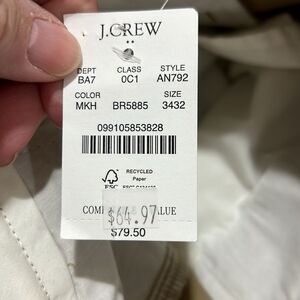 J.CREW
DEPT CLASS STYLE
BA7 0C1 AN792
COLOR SIZE
MKH BR5885 3432
099105853828
RECYCLED
Paper
FSC
$64.97
$79.50